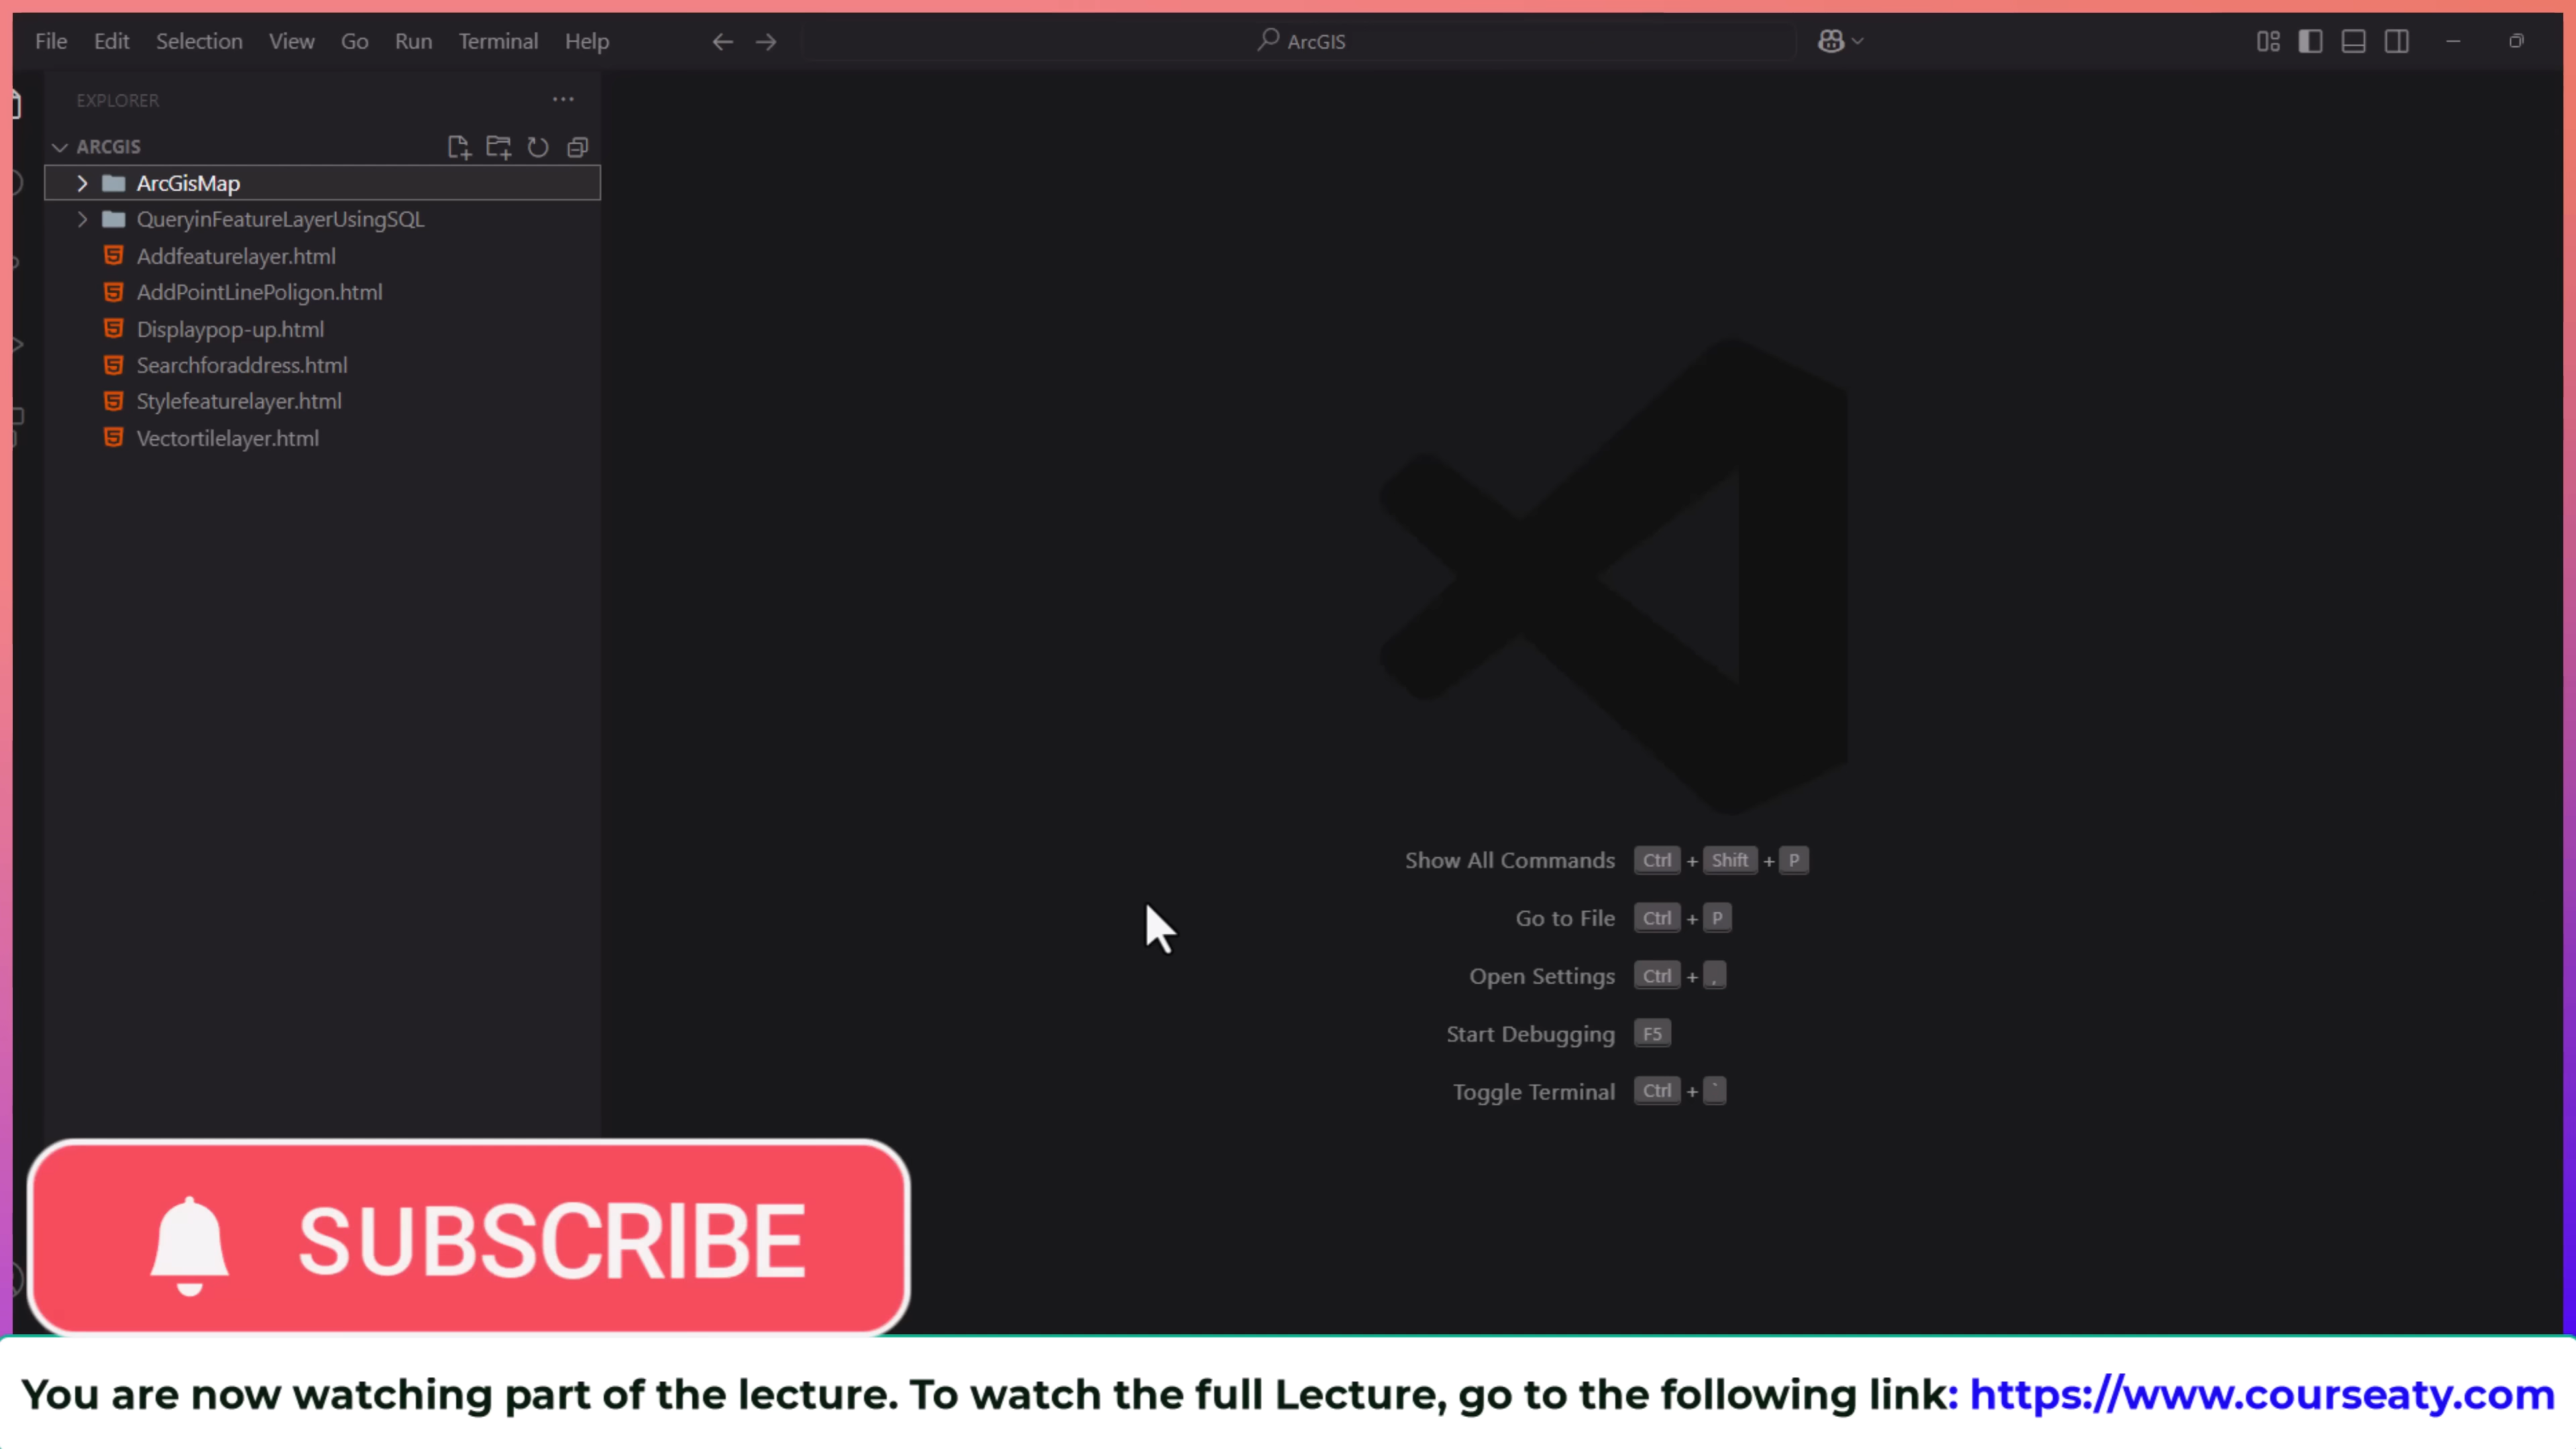 File Edit Selection View Go Run Terminal Help
ArcGIS
EXPLORER
ARCGIS
ArcGisMap
QueryinFeatureLayerUsingSQL
Addfeaturelayer.html
AddPointLinePoligon.html
Displaypop-up.html
Searchforaddress.html
Stylefeaturelayer.html
Vectortilelayer.html
Show All Commands Ctrl + Shift + P
Go to File Ctrl + P
Open Settings Ctrl + ,
Start Debugging F5
Toggle Terminal Ctrl + `
SUBSCRIBE
You are now watching part of the lecture. To watch the full Lecture, go to the following link: https://www.courseaty.com